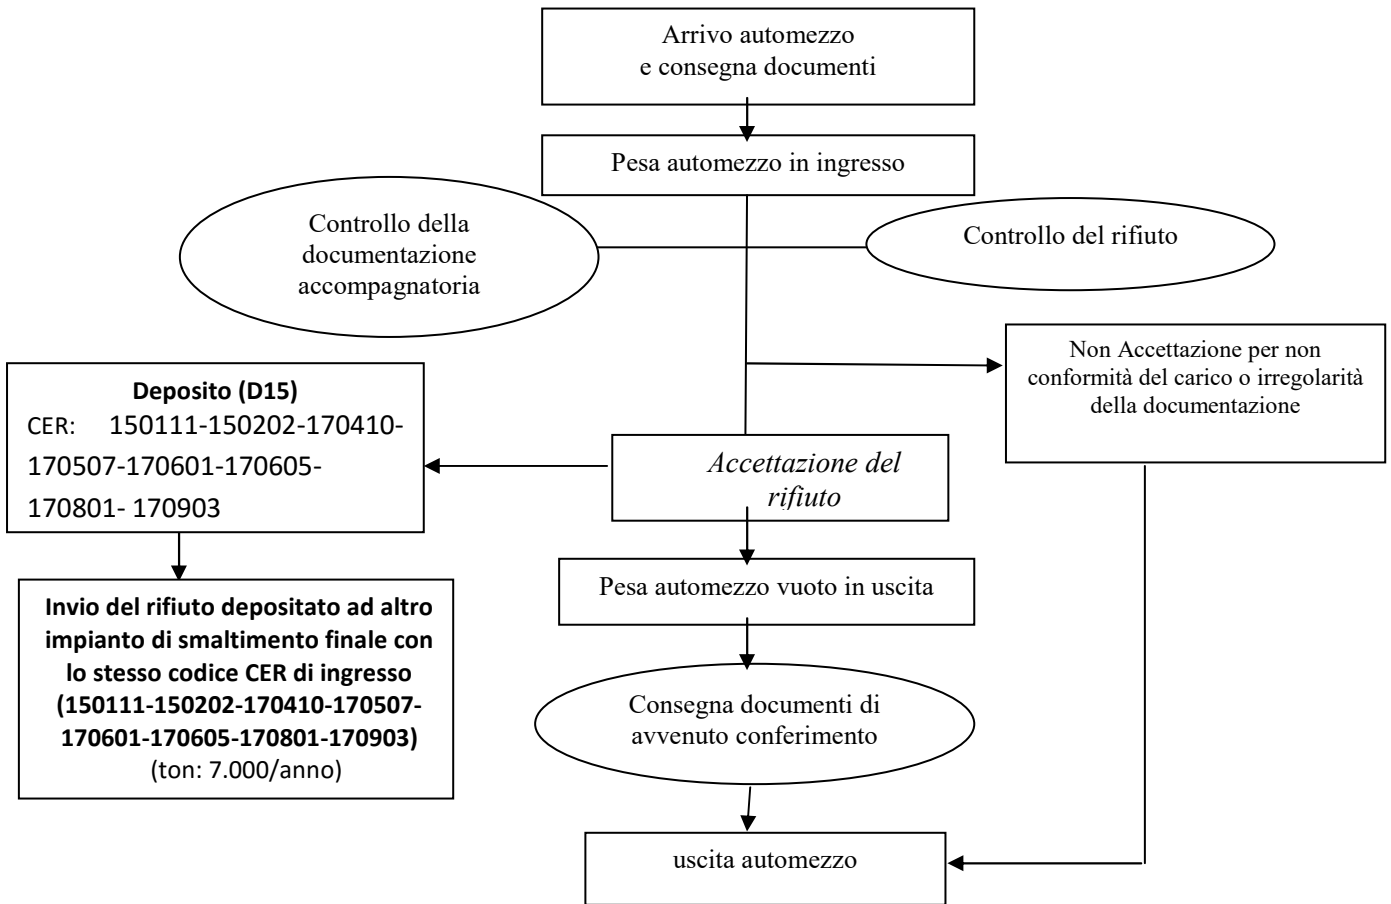 Arrivo automezzo
e consegna documenti
Pesa automezzo in ingresso
Controllo della
documentazione
accompagnatoria
Controllo del rifiuto
Non Accettazione per non
conformità del carico o irregolarità
della documentazione
Deposito (D15)
CER: 150111-150202-170410-
170507-170601-170605-
170801- 170903
Accettazione del
rifiuto
Pesa automezzo vuoto in uscita
Invio del rifiuto depositato ad altro
impianto di smaltimento finale con
lo stesso codice CER di ingresso
(150111-150202-170410-170507-
170601-170605-170801-170903)
(ton: 7.000/anno)
Consegna documenti di
avvenuto conferimento
uscita automezzo